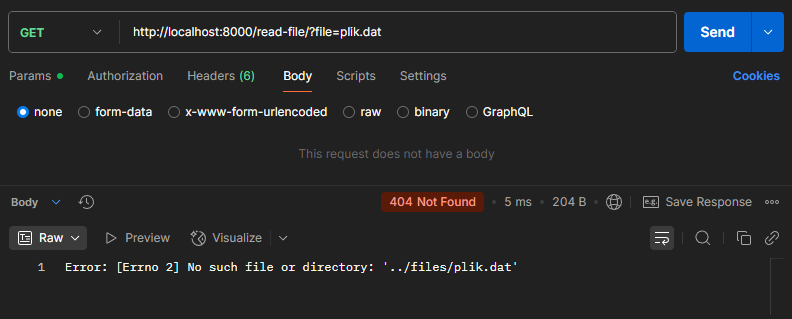 GET http://localhost:8000/read-file/?file=plik.dat Send
Params Authorization Headers (6) Body Scripts Settings Cookies
none form-data x-www-form-urlencoded raw binary GraphQL
This request does not have a body
Body 404 Not Found 5 ms 204 B e.g. Save Response
Raw Preview Visualize
1 Error: [Errno 2] No such file or directory: '../files/plik.dat'